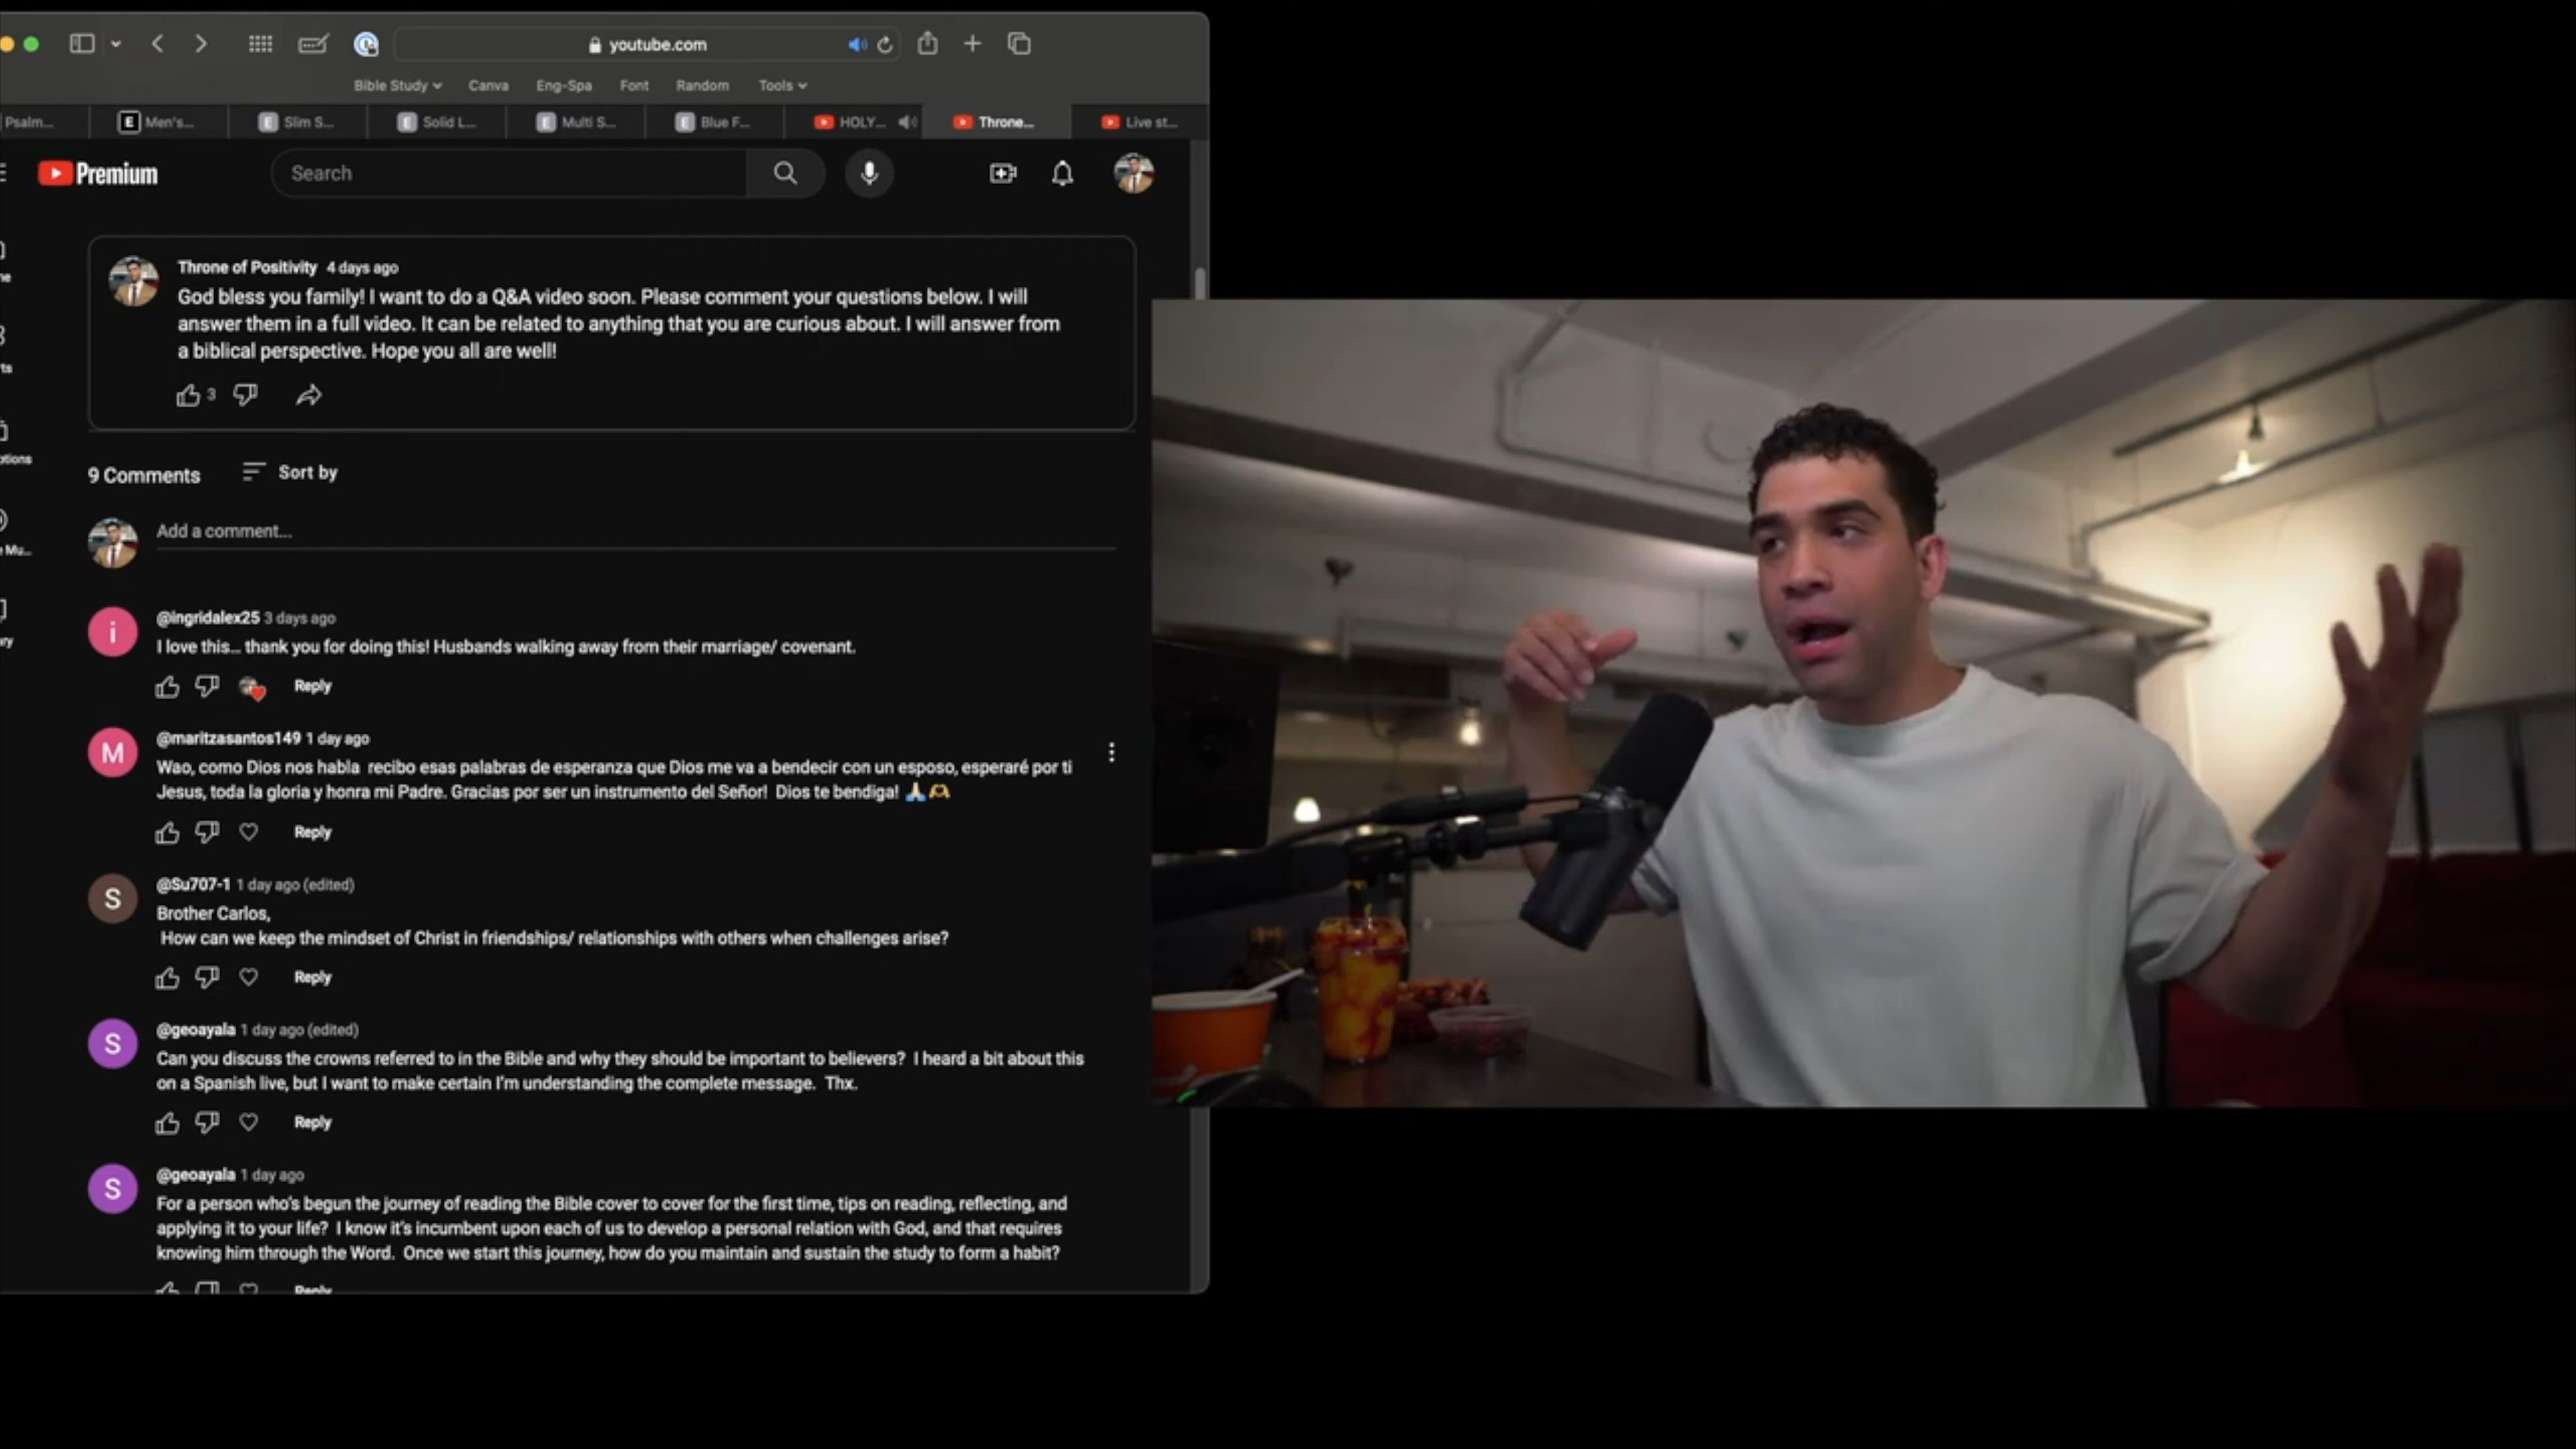 youtube.com
Bible Study Canva Eng-Spa Font Random Tools
Psalm... Men's... Slim S... Solid L... Multi S... Blue F... HOLY... Throne... Live st...
Premium
Search
Throne of Positivity 4 days ago
God bless you family! I want to do a Q&A video soon. Please comment your questions below. I will
answer them in a full video. It can be related to anything that you are curious about. I will answer from
a biblical perspective. Hope you all are well!
3
9 Comments Sort by
Add a comment...
@ingridalex25 3 days ago
I love this... thank you for doing this! Husbands walking away from their marriage/ covenant.
Reply
@maritzasantos149 1 day ago
Wao, como Dios nos habla recibo esas palabras de esperanza que Dios me va a bendecir con un esposo, esperaré por ti
Jesus, toda la gloria y honra mi Padre. Gracias por ser un instrumento del Señor! Dios te bendiga! 🙏🫶
Reply
@Su707-1 1 day ago (edited)
Brother Carlos,
How can we keep the mindset of Christ in friendships/ relationships with others when challenges arise?
Reply
@geoayala 1 day ago (edited)
Can you discuss the crowns referred to in the Bible and why they should be important to believers? I heard a bit about this
on a Spanish live, but I want to make certain I'm understanding the complete message. Thx.
Reply
@geoayala 1 day ago
For a person who's begun the journey of reading the Bible cover to cover for the first time, tips on reading, reflecting, and
applying it to your life? I know it's incumbent upon each of us to develop a personal relation with God, and that requires
knowing him through the Word. Once we start this journey, how do you maintain and sustain the study to form a habit?
Reply